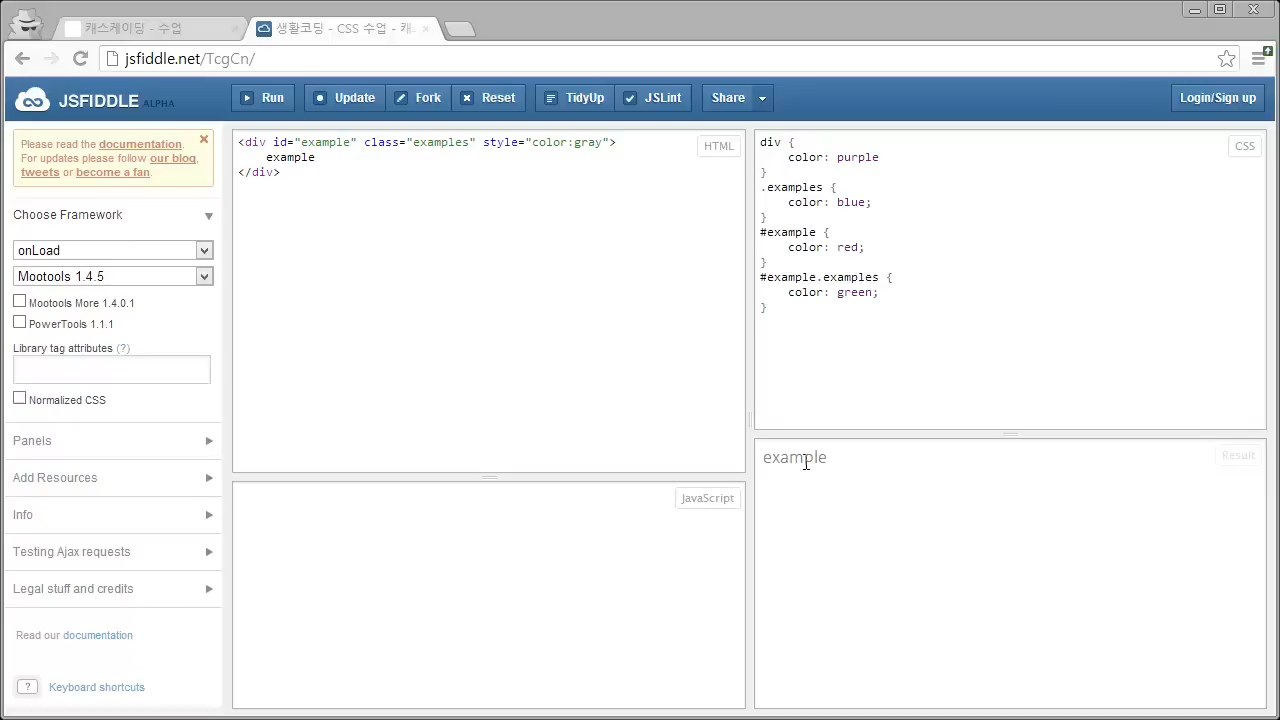 캐스케이딩 - 수업
생활코딩 - CSS 수업 - 캐
jsfiddle.net/TcgCn/
JSFIDDLE ALPHA
Run
Update
Fork
Reset
TidyUp
JSLint
Share
Login/Sign up
Please read the documentation.
For updates please follow our blog,
tweets or become a fan.
Choose Framework
onLoad
Mootools 1.4.5
Mootools More 1.4.0.1
PowerTools 1.1.1
Library tag attributes (?)
Normalized CSS
Panels
Add Resources
Info
Testing Ajax requests
Legal stuff and credits
Read our documentation
? Keyboard shortcuts
<div id="example" class="examples" style="color:gray">
example
</div>
HTML
JavaScript
div {
color: purple
}
.examples {
color: blue;
}
#example {
color: red;
}
#example.examples {
color: green;
}
CSS
example
Result